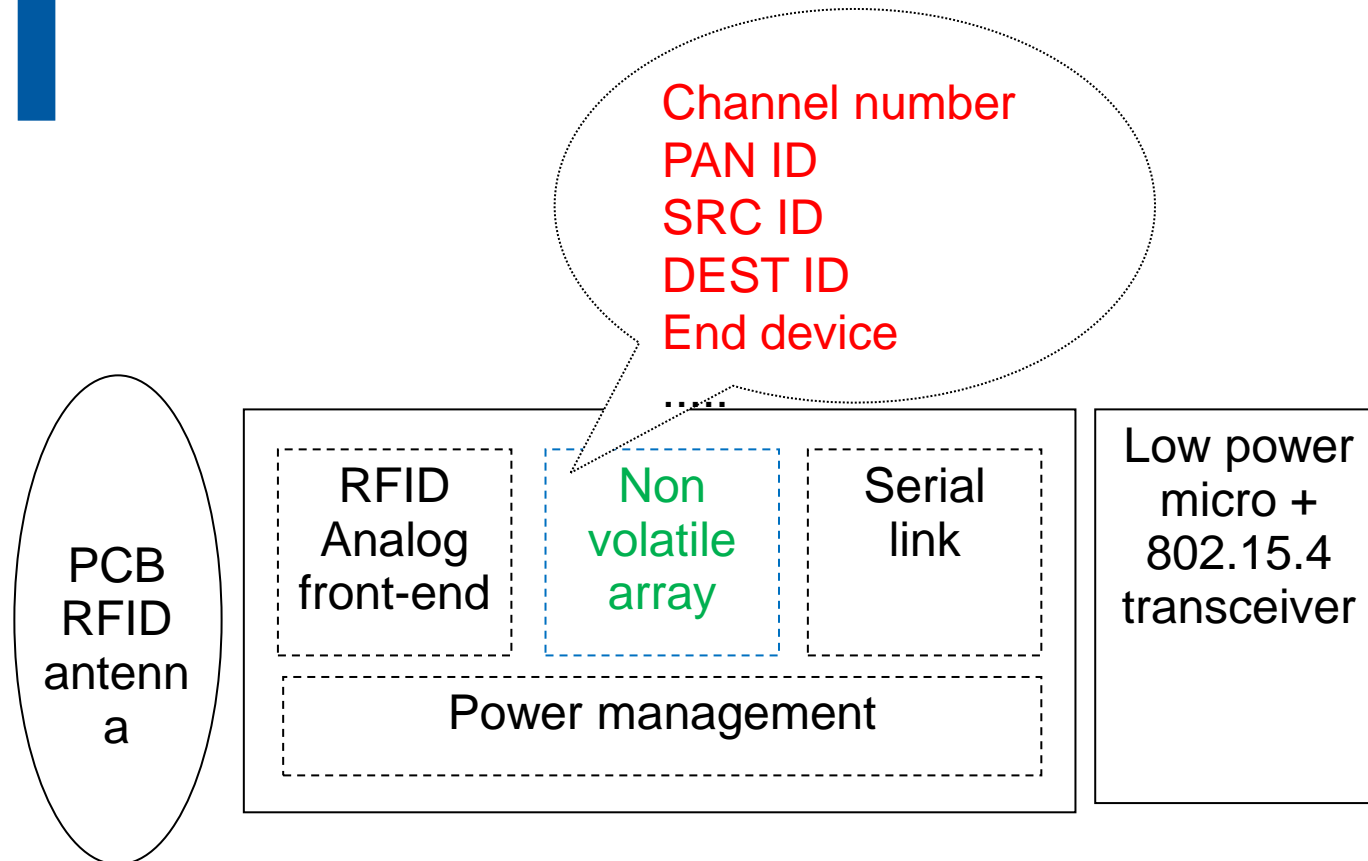 Channel number
PAN ID
SRC ID
DEST ID
End device
.....
PCB
RFID
antenn
a
RFID
Analog
front-end
Non
volatile
array
Serial
link
Power management
Low power
micro +
802.15.4
transceiver